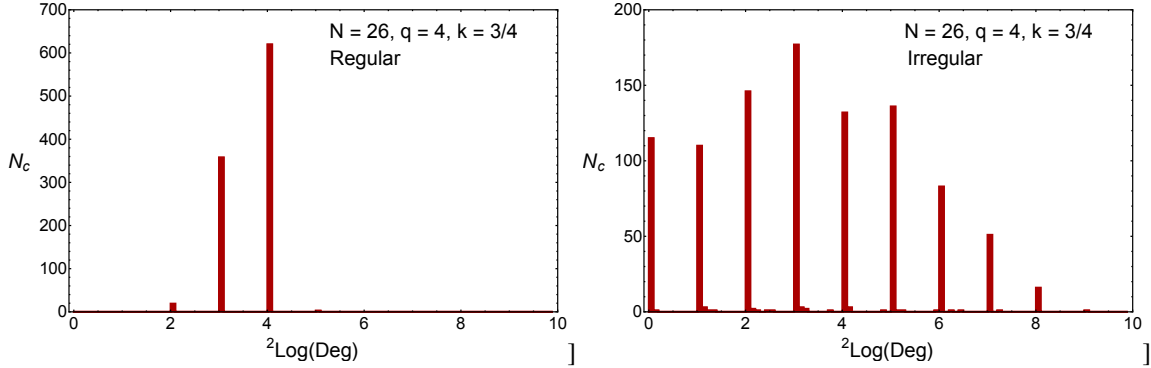 N = 26, q = 4, k = 3/4
Regular
700
600
500
400
300
200
100
0
N_c
0 2 4 6 8 10
²Log(Deg)
]
N = 26, q = 4, k = 3/4
Irregular
200
150
100
50
0
N_c
0 2 4 6 8 10
²Log(Deg)
]